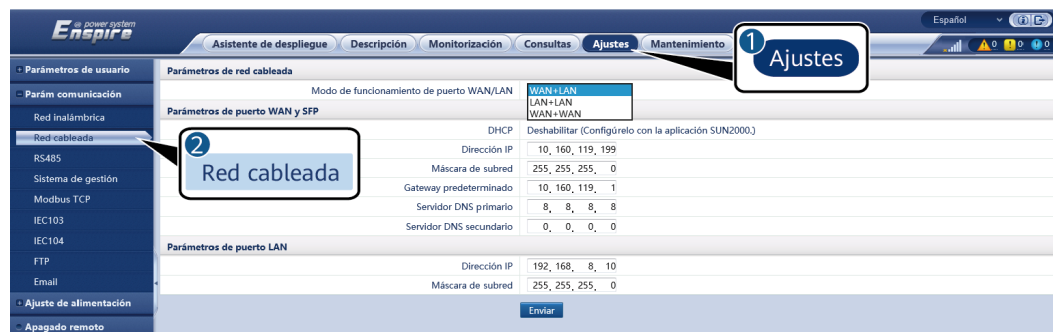 e power system
Enspire
Español
Asistente de despliegue Descripción Monitorización Consultas Ajustes Mantenimiento
0 0 0
1
Ajustes
Parámetros de usuario
Parám comunicación
Red inalámbrica
Red cableada
RS485
Sistema de gestión
Modbus TCP
IEC103
IEC104
FTP
Email
Ajuste de alimentación
Apagado remoto
2
Red cableada
Parámetros de red cableada
Modo de funcionamiento de puerto WAN/LAN WAN+LAN
LAN+LAN
WAN+WAN
Parámetros de puerto WAN y SFP
DHCP Deshabilitar (Configúrelo con la aplicación SUN2000.)
Dirección IP 10. 160. 119. 199
Máscara de subred 255. 255. 255. 0
Gateway predeterminado 10. 160. 119. 1
Servidor DNS primario 8. 8. 8. 8
Servidor DNS secundario 0. 0. 0. 0
Parámetros de puerto LAN
Dirección IP 192. 168. 8. 10
Máscara de subred 255. 255. 255. 0
Enviar